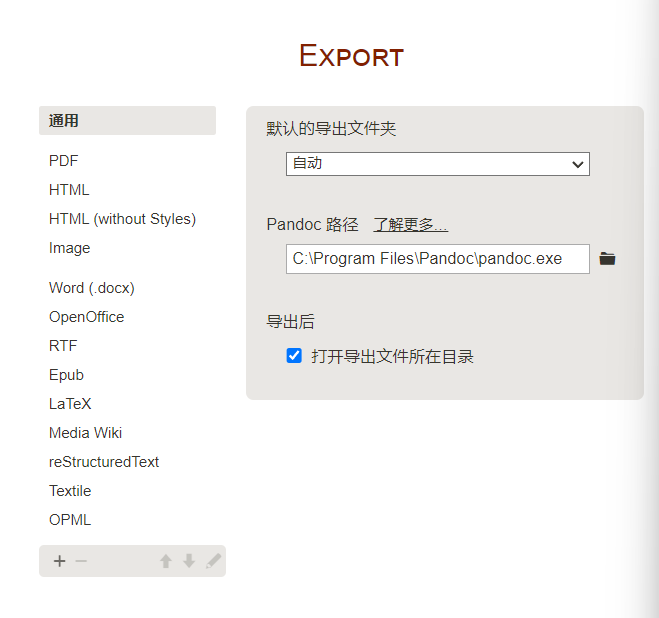 EXPORT
通用
PDF
HTML
HTML (without Styles)
Image
Word (.docx)
OpenOffice
RTF
Epub
LaTeX
Media Wiki
reStructuredText
Textile
OPML
默认的导出文件夹
自动
Pandoc 路径 了解更多...
C:\Program Files\Pandoc\pandoc.exe
导出后
打开导出文件所在目录